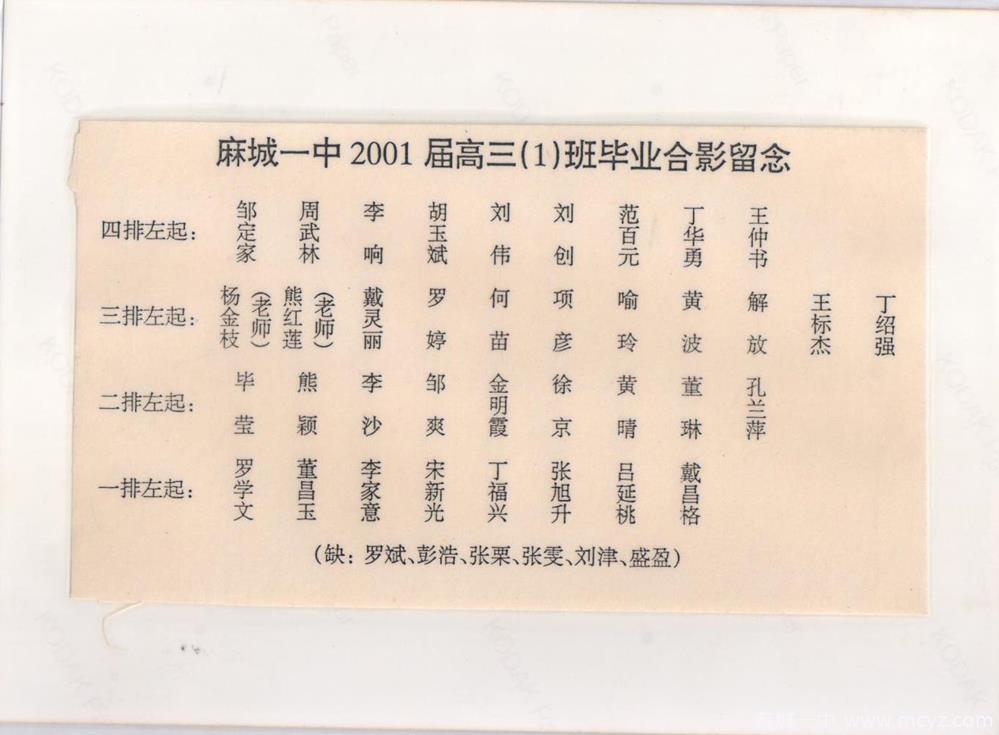 麻城一中 2001 届高三(1)班毕业合影留念
四排左起: 邹定家 周武林 李响 胡玉斌 刘伟 刘创 范百元 丁华勇 王仲书
三排左起: 杨金枝(老师) 熊红莲(老师) 戴灵丽 罗婷 何苗 项彦 喻玲 黄波 解放 王标杰 丁绍强
二排左起: 毕莹 熊颖 李沙 邹爽 金明霞 徐京 黄晴 董琳 孔兰萍
一排左起: 罗学文 董昌玉 李家意 宋新光 丁福兴 张旭升 吕延桃 戴昌格
(缺: 罗斌、彭浩、张栗、张雯、刘津、盛盈)
麻城一中 www.mcyz.com